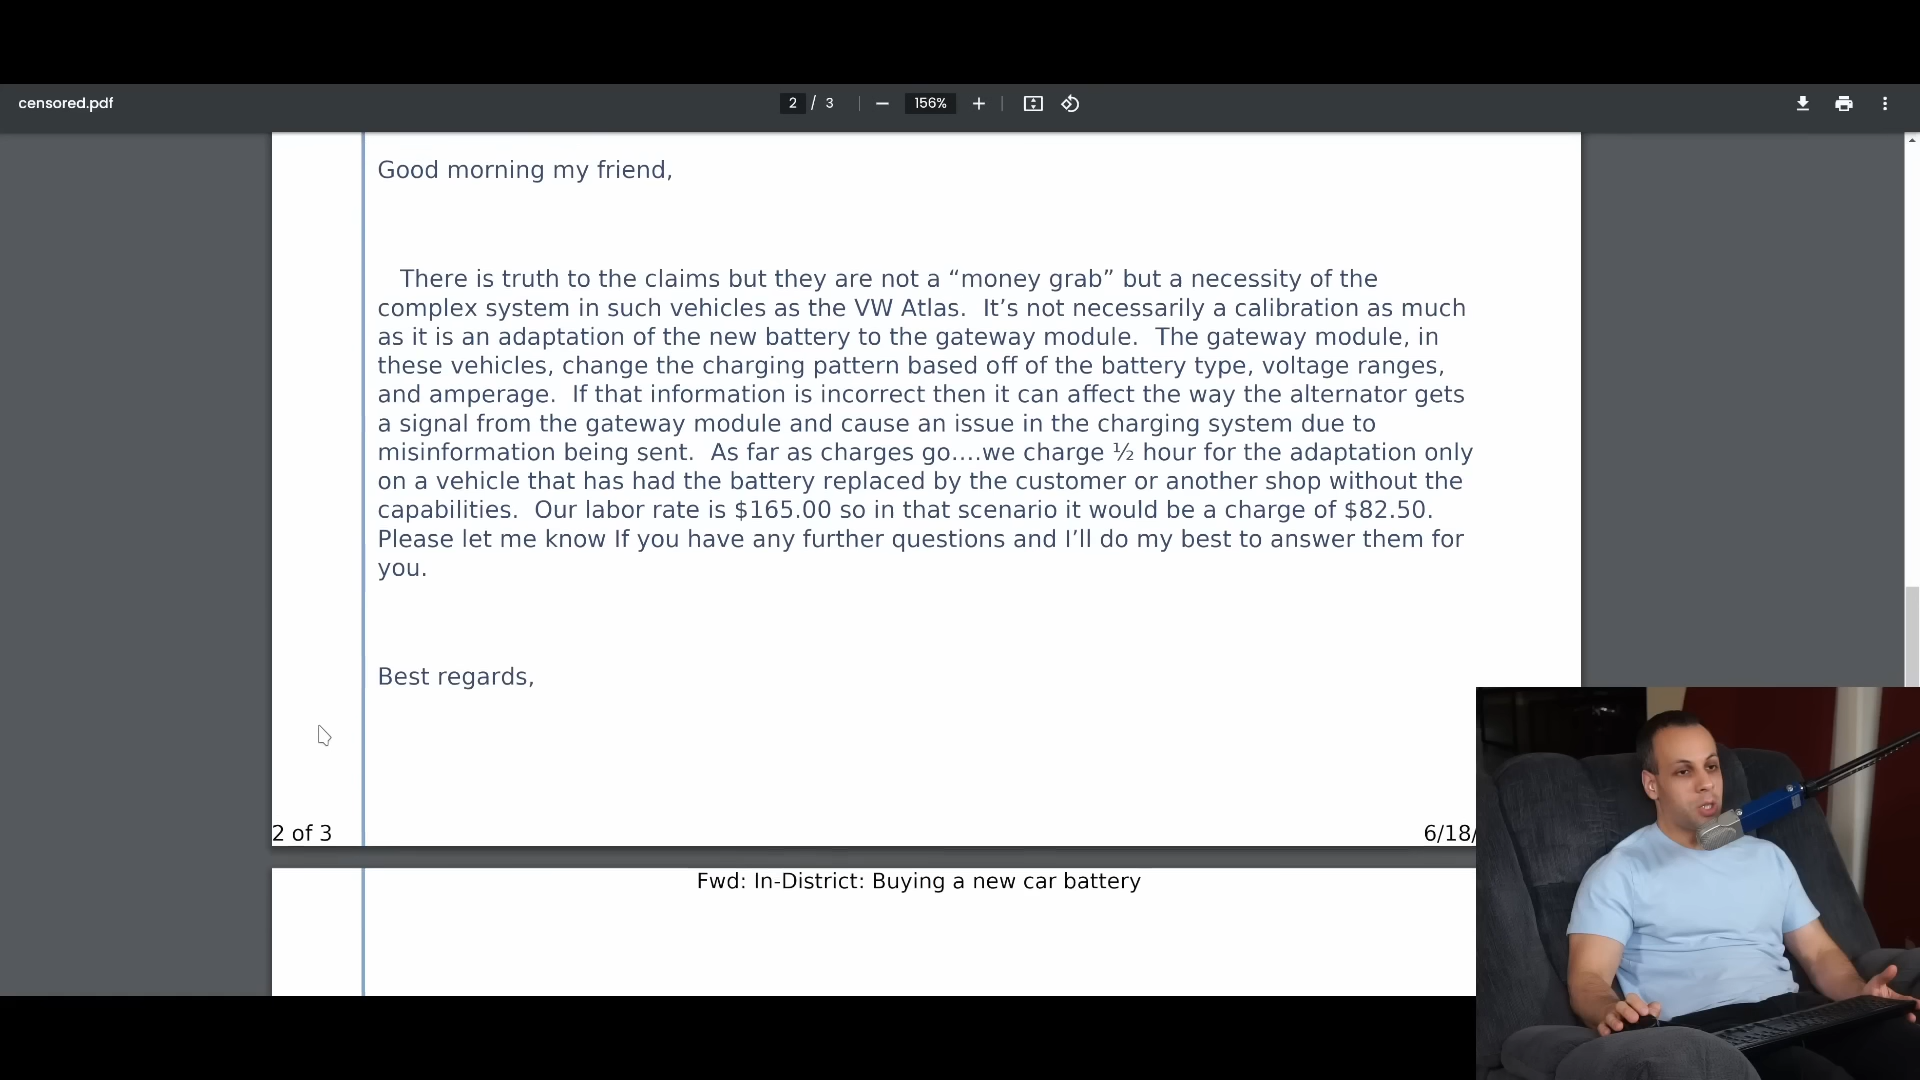 censored.pdf
2 / 3
156%
Good morning my friend,
There is truth to the claims but they are not a “money grab” but a necessity of the
complex system in such vehicles as the VW Atlas.  It’s not necessarily a calibration as much
as it is an adaptation of the new battery to the gateway module.  The gateway module, in
these vehicles, change the charging pattern based off of the battery type, voltage ranges,
and amperage.  If that information is incorrect then it can affect the way the alternator gets
a signal from the gateway module and cause an issue in the charging system due to
misinformation being sent.  As far as charges go....we charge ½ hour for the adaptation only
on a vehicle that has had the battery replaced by the customer or another shop without the
capabilities.  Our labor rate is $165.00 so in that scenario it would be a charge of $82.50.
Please let me know If you have any further questions and I’ll do my best to answer them for
you.
Best regards,
2 of 3
6/18/
Fwd: In-District: Buying a new car battery